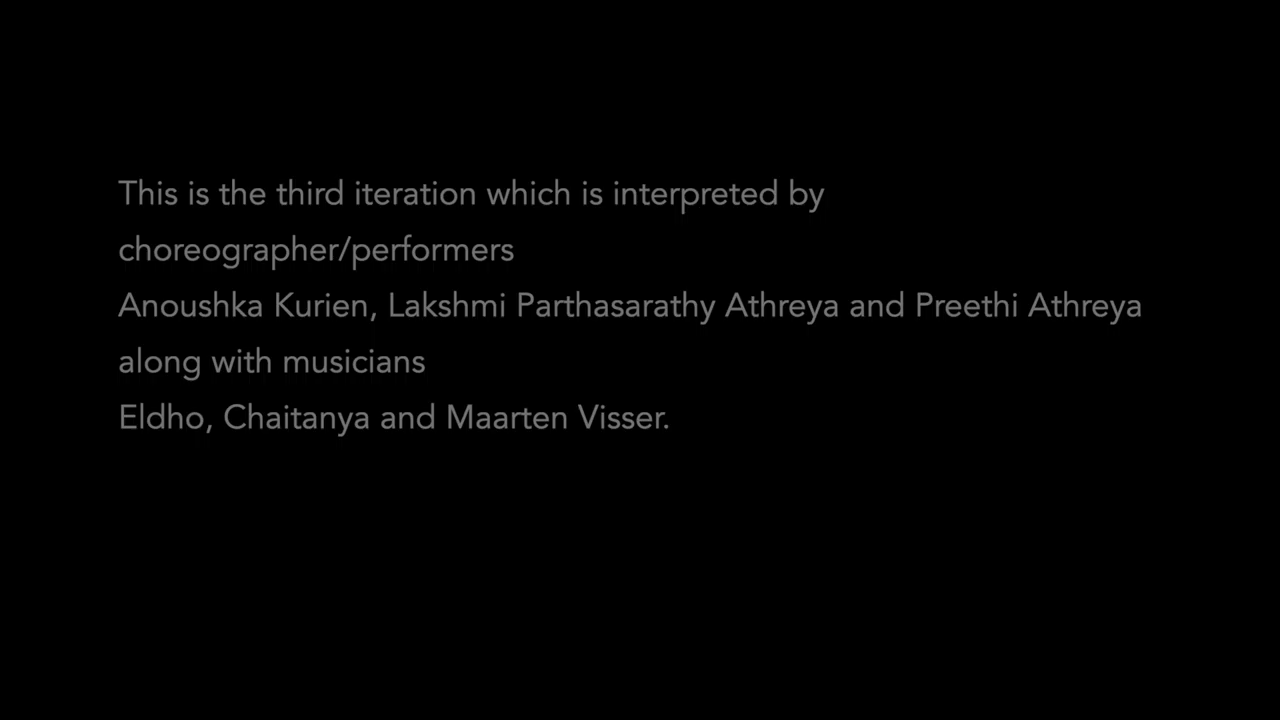 This is the third iteration which is interpreted by
choreographer/performers
Anoushka Kurien, Lakshmi Parthasarathy Athreya and Preethi Athreya
along with musicians
Eldho, Chaitanya and Maarten Visser.